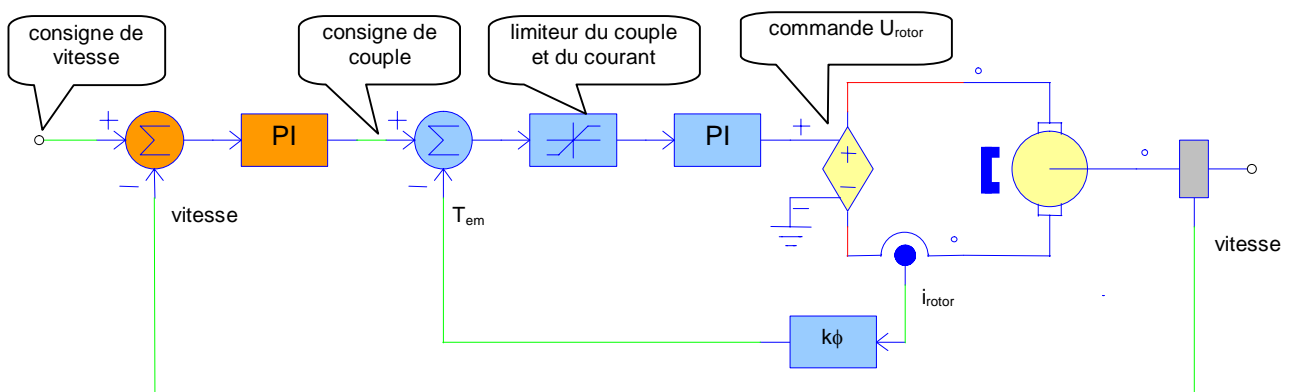 consigne de
vitesse
consigne de
couple
limiteur du couple
et du courant
commande Urotor
+
Σ
−
PI
+
Σ
−
PI
+
+
−
−
vitesse
Tem
irotor
vitesse
kϕ